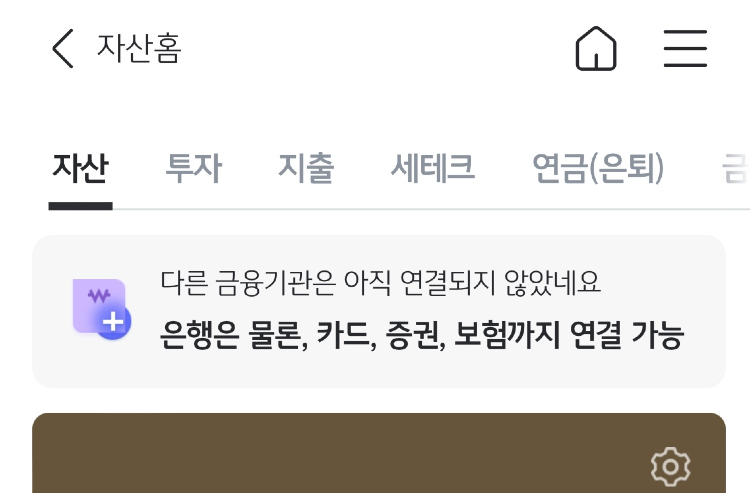 자산홈
자산 투자 지출 세테크 연금(은퇴)
다른 금융기관은 아직 연결되지 않았네요
은행은 물론, 카드, 증권, 보험까지 연결 가능